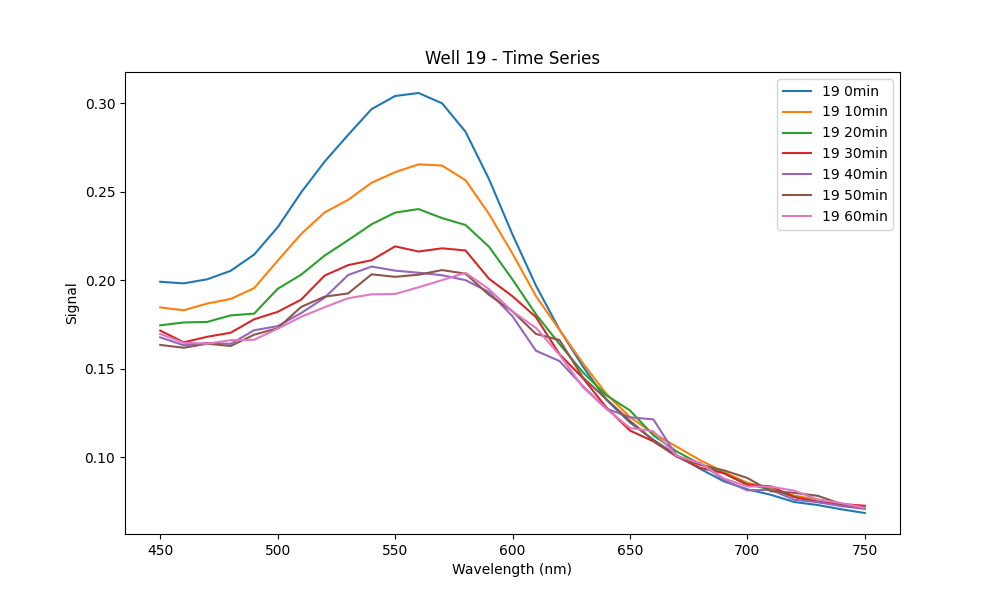 Well 19 - Time Series
19 0min
19 10min
19 20min
19 30min
19 40min
19 50min
19 60min
Signal
0.30
0.25
0.20
0.15
0.10
450 500 550 600 650 700 750
Wavelength (nm)